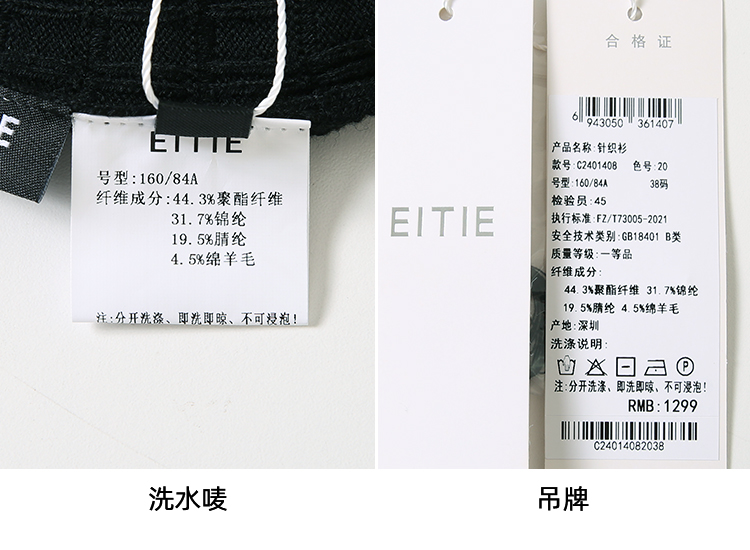 E
EITIE
号型:160/84A
纤维成分:44.3%聚酯纤维
31.7%锦纶
19.5%腈纶
4.5%绵羊毛
注:分开洗涤、即洗即晾、不可浸泡!
EITIE
合格证
6 943050 361407
产品名称:针织衫
款号:C2401408 色号:20
号型:160/84A 38码
检验员:45
执行标准:FZ/T73005-2021
安全技术类别:GB18401 B类
质量等级:一等品
纤维成分:
44.3%聚酯纤维 31.7%锦纶
19.5%腈纶 4.5%绵羊毛
产地:深圳
洗涤说明:
P
注:分开洗涤、即洗即晾、不可浸泡!
RMB:1299
C24014082038
洗水唛
吊牌